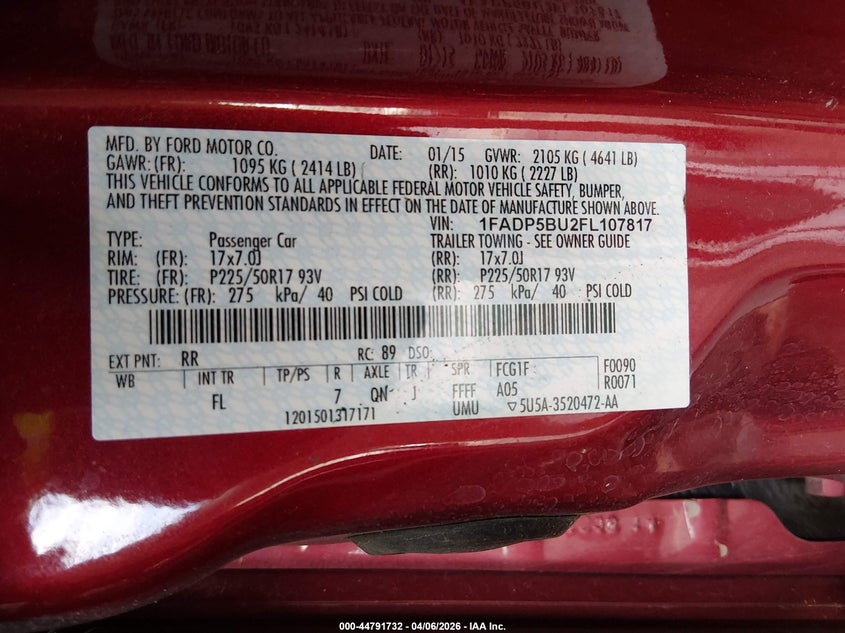 MFD. BY FORD MOTOR CO. DATE: 01/15 GVWR: 2105 KG ( 4641 LB)
GAWR: (FR): 1095 KG ( 2414 LB) (RR): 1010 KG ( 2227 LB)
THIS VEHICLE CONFORMS TO ALL APPLICABLE FEDERAL MOTOR VEHICLE SAFETY, BUMPER,
AND THEFT PREVENTION STANDARDS IN EFFECT ON THE DATE OF MANUFACTURE SHOWN ABOVE.
VIN: 1FADP5BU2FL107817
TYPE: Passenger Car TRAILER TOWING - SEE OWNER GUIDE
RIM: (FR): 17x7.0J (RR): 17x7.0J
TIRE: (FR): P225/50R17 93V (RR): P225/50R17 93V
PRESSURE: (FR): 275 kPa/ 40 PSI COLD (RR): 275 kPa/ 40 PSI COLD
EXT PNT: RR RC: 89 DSO: FCG1F F0090
WB INT TR TP/PS R AXLE TR SPR R0071
FL 7 QN J FFFF A05
1201501317171 UMU ▽5U5A-3520472-AA
000-44791732 - 04/06/2026 - IAA Inc.